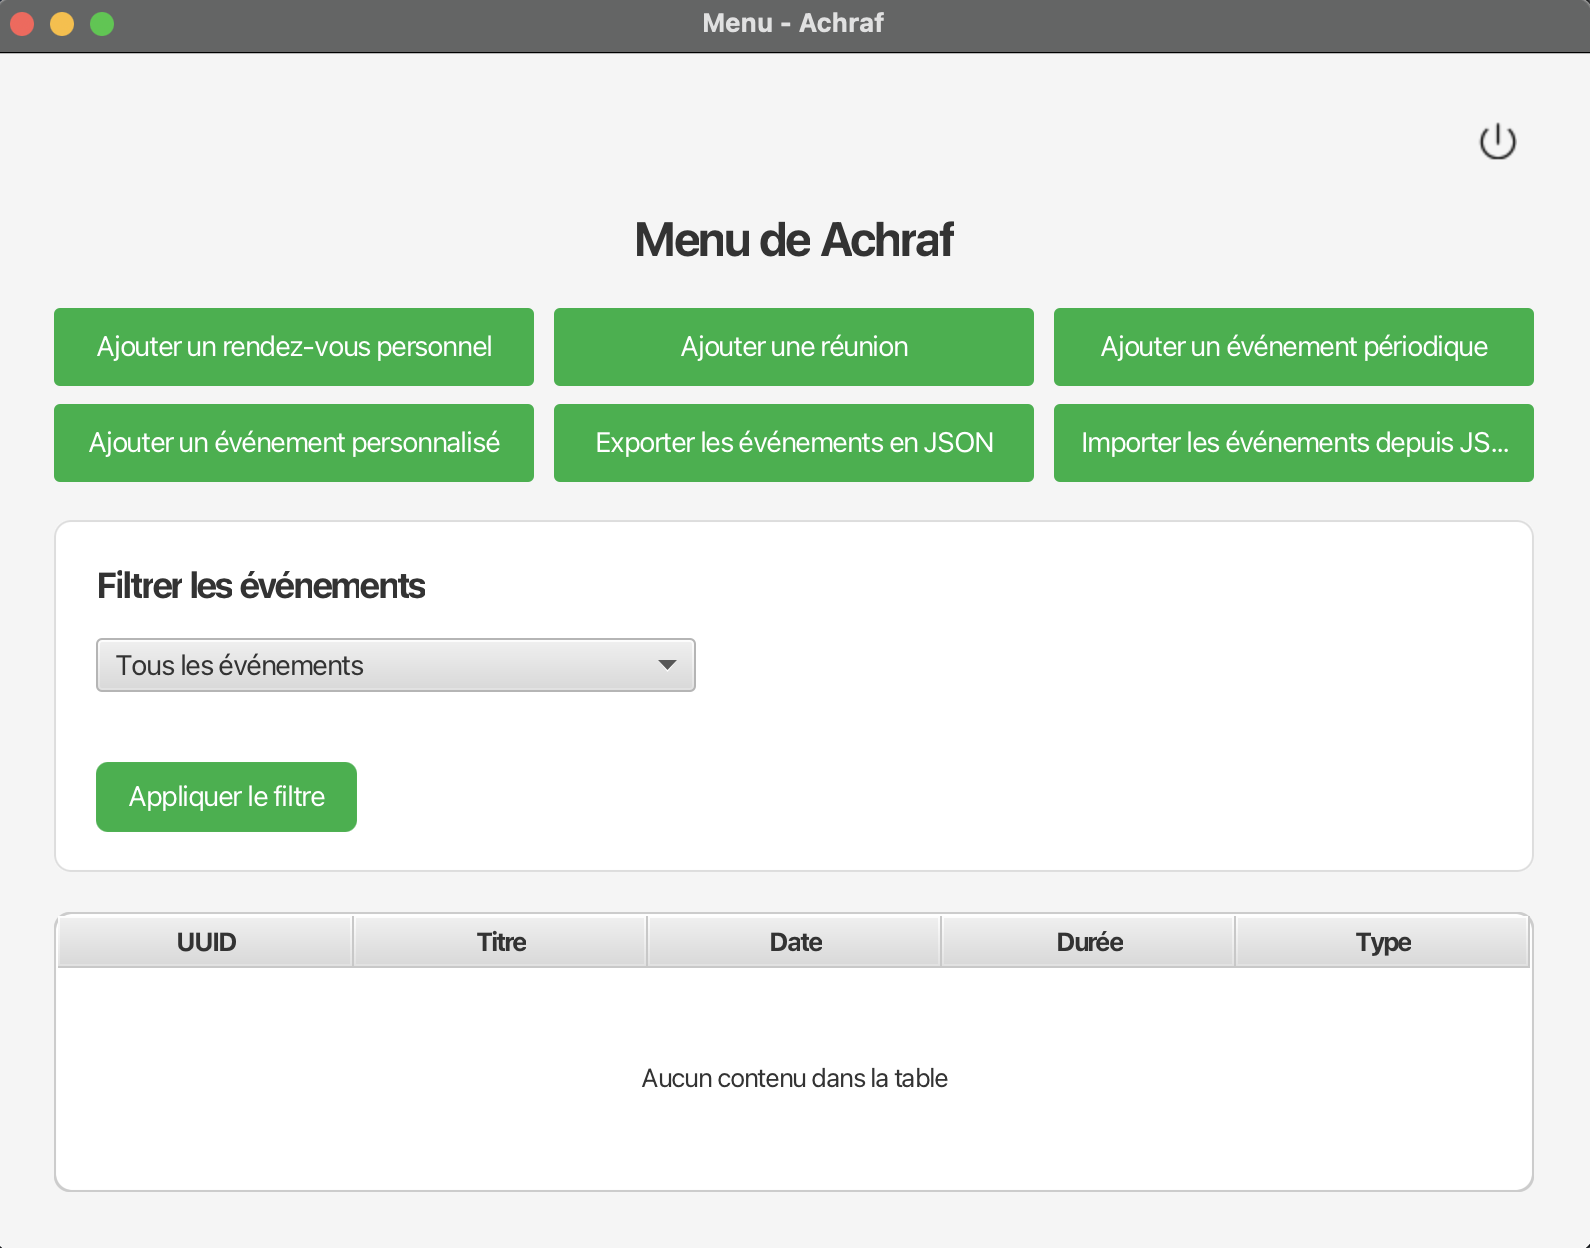 Menu - Achraf
Menu de Achraf
Ajouter un rendez-vous personnel
Ajouter une réunion
Ajouter un événement périodique
Ajouter un événement personnalisé
Exporter les événements en JSON
Importer les événements depuis JS...
Filtrer les événements
Tous les événements
Appliquer le filtre
UUID Titre Date Durée Type
Aucun contenu dans la table